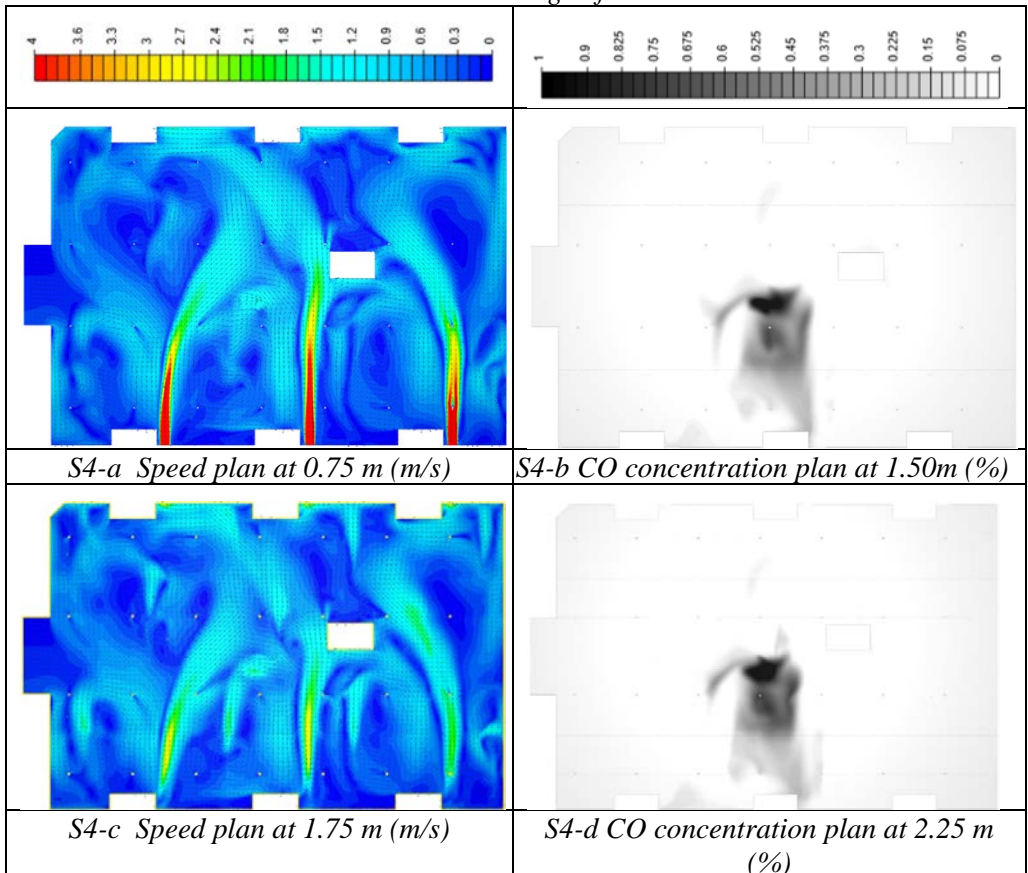 4 3.6 3.3 3 2.7 2.4 2.1 1.8 1.5 1.2 0.9 0.6 0.3 0
1 0.9 0.825 0.75 0.675 0.6 0.525 0.45 0.375 0.3 0.225 0.15 0.075 0
S4-a Speed plan at 0.75 m (m/s)
S4-b CO concentration plan at 1.50m (%)
S4-c Speed plan at 1.75 m (m/s)
S4-d CO concentration plan at 2.25 m
(%)